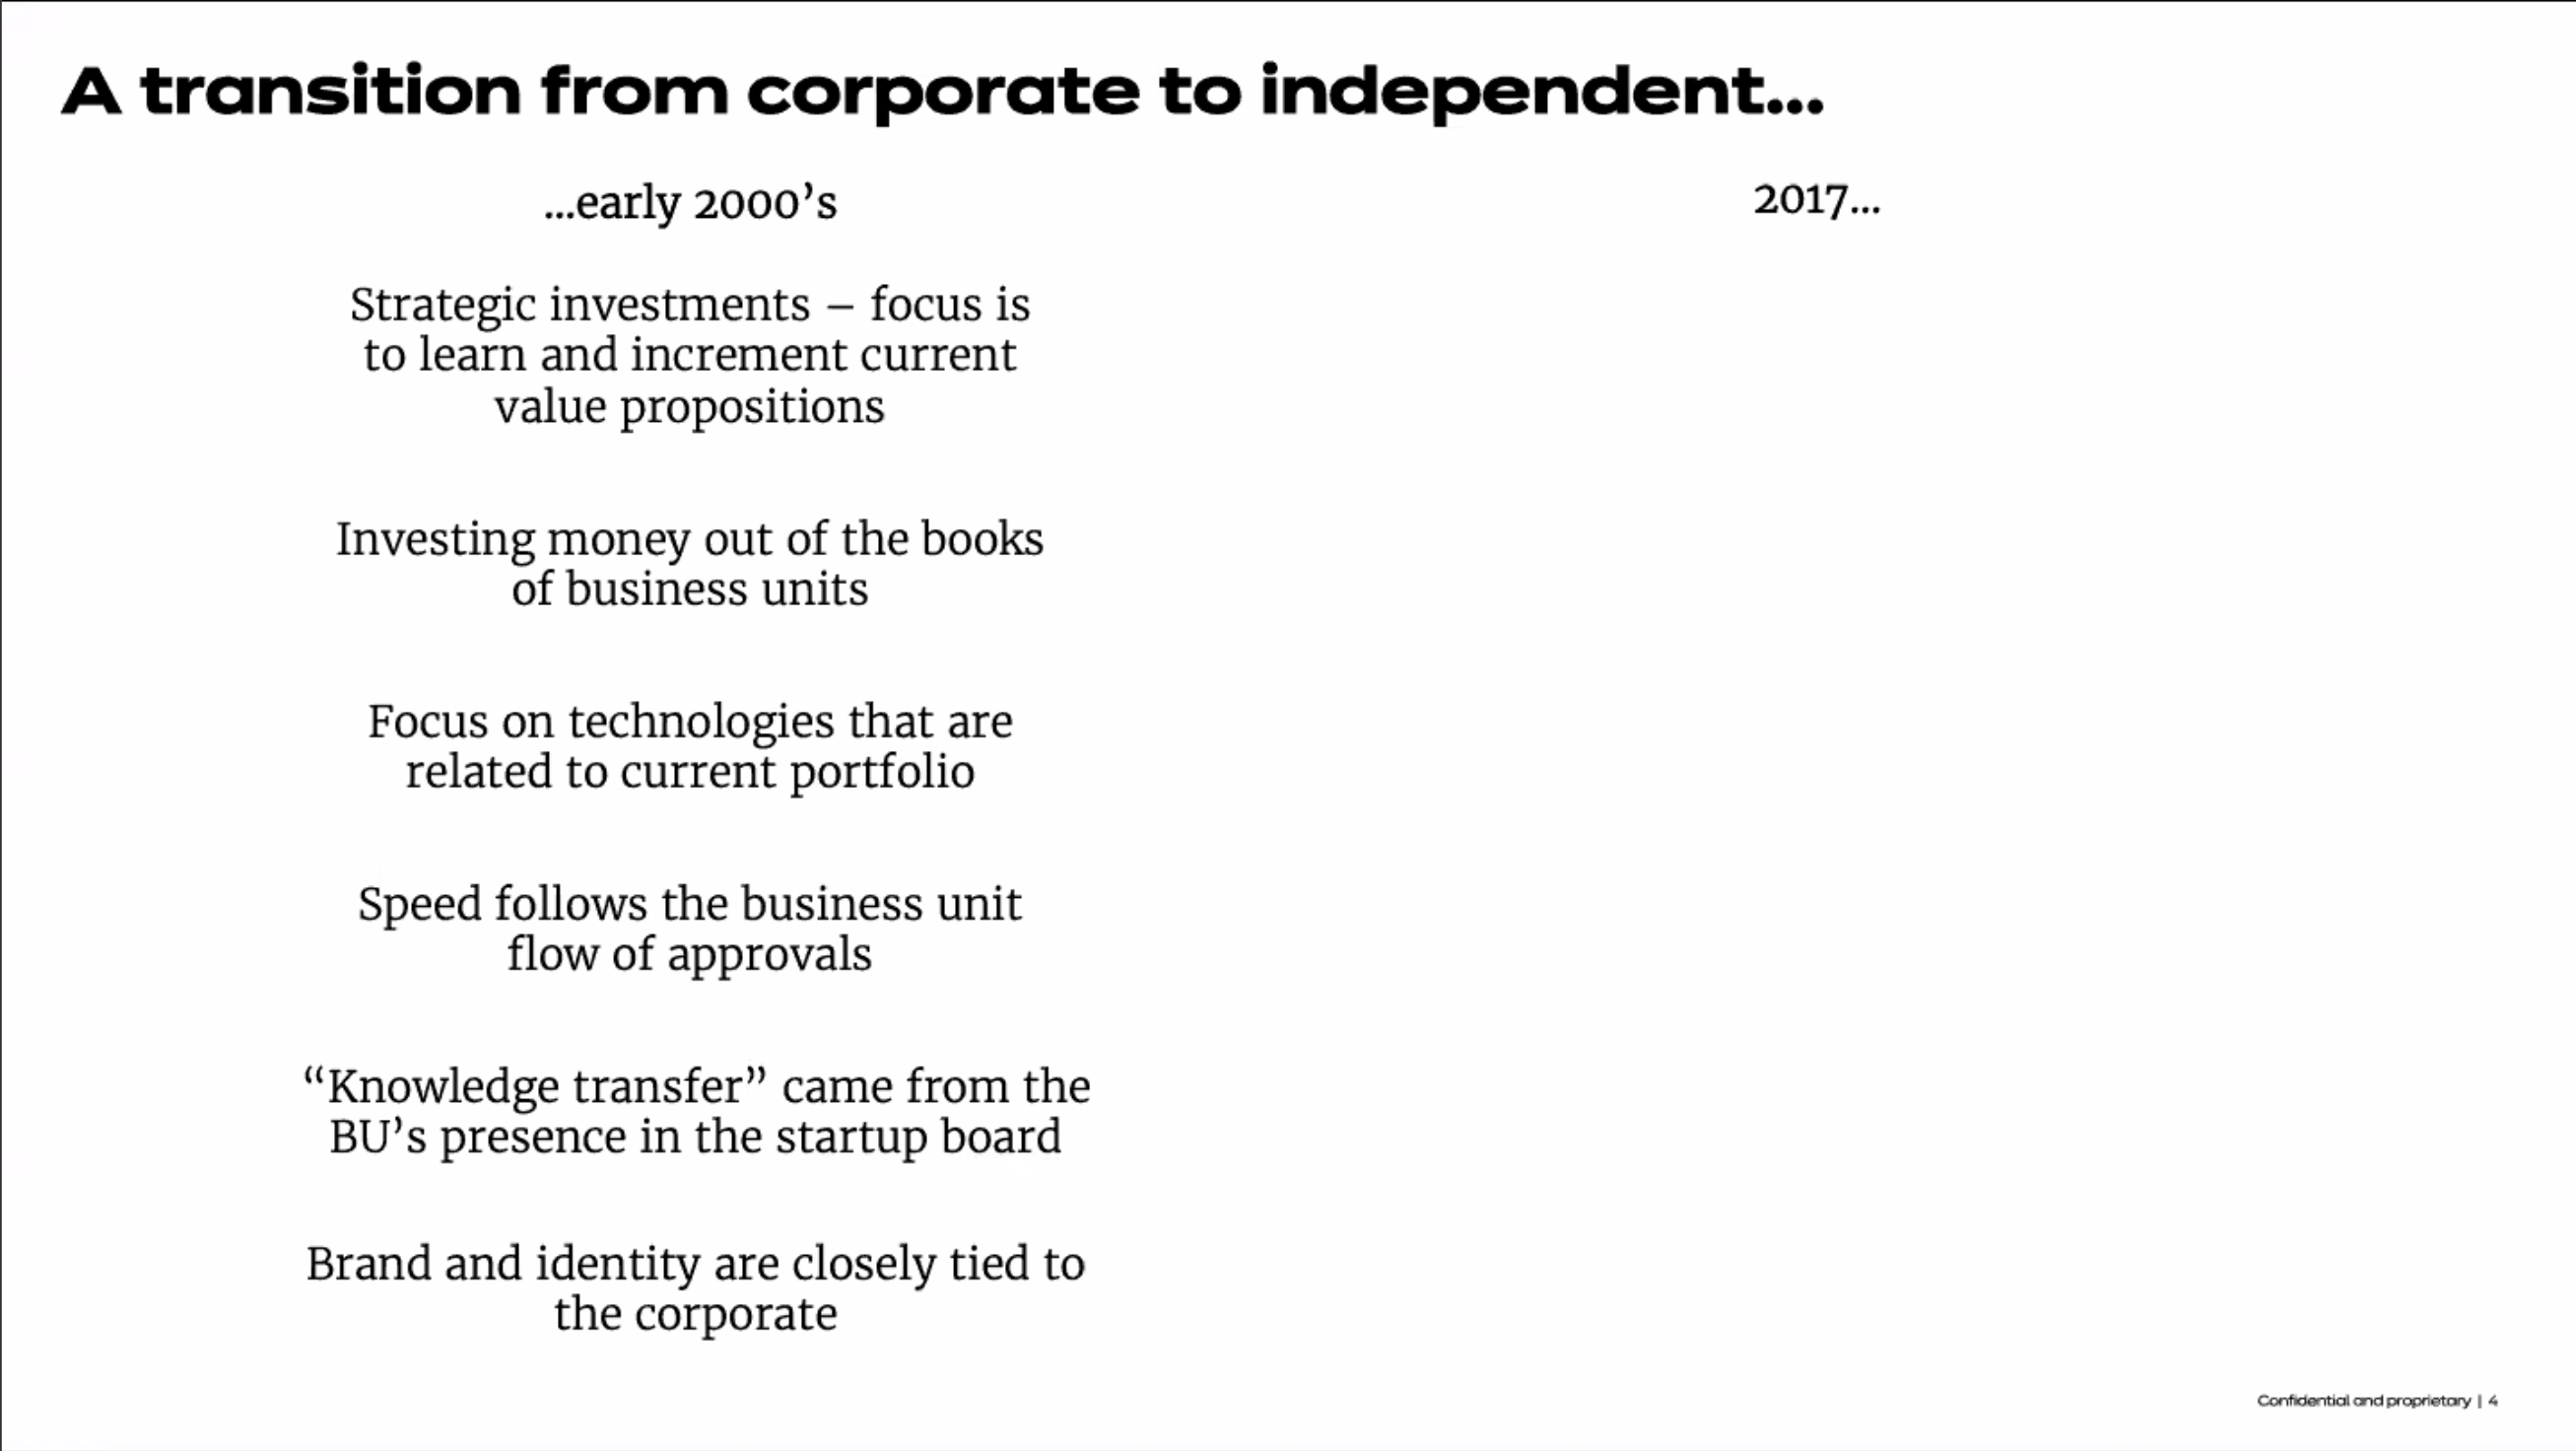 A transition from corporate to independent...
...early 2000’s
2017...
Strategic investments – focus is
to learn and increment current
value propositions
Investing money out of the books
of business units
Focus on technologies that are
related to current portfolio
Speed follows the business unit
flow of approvals
“Knowledge transfer” came from the
BU’s presence in the startup board
Brand and identity are closely tied to
the corporate
Confidential and proprietary | 4